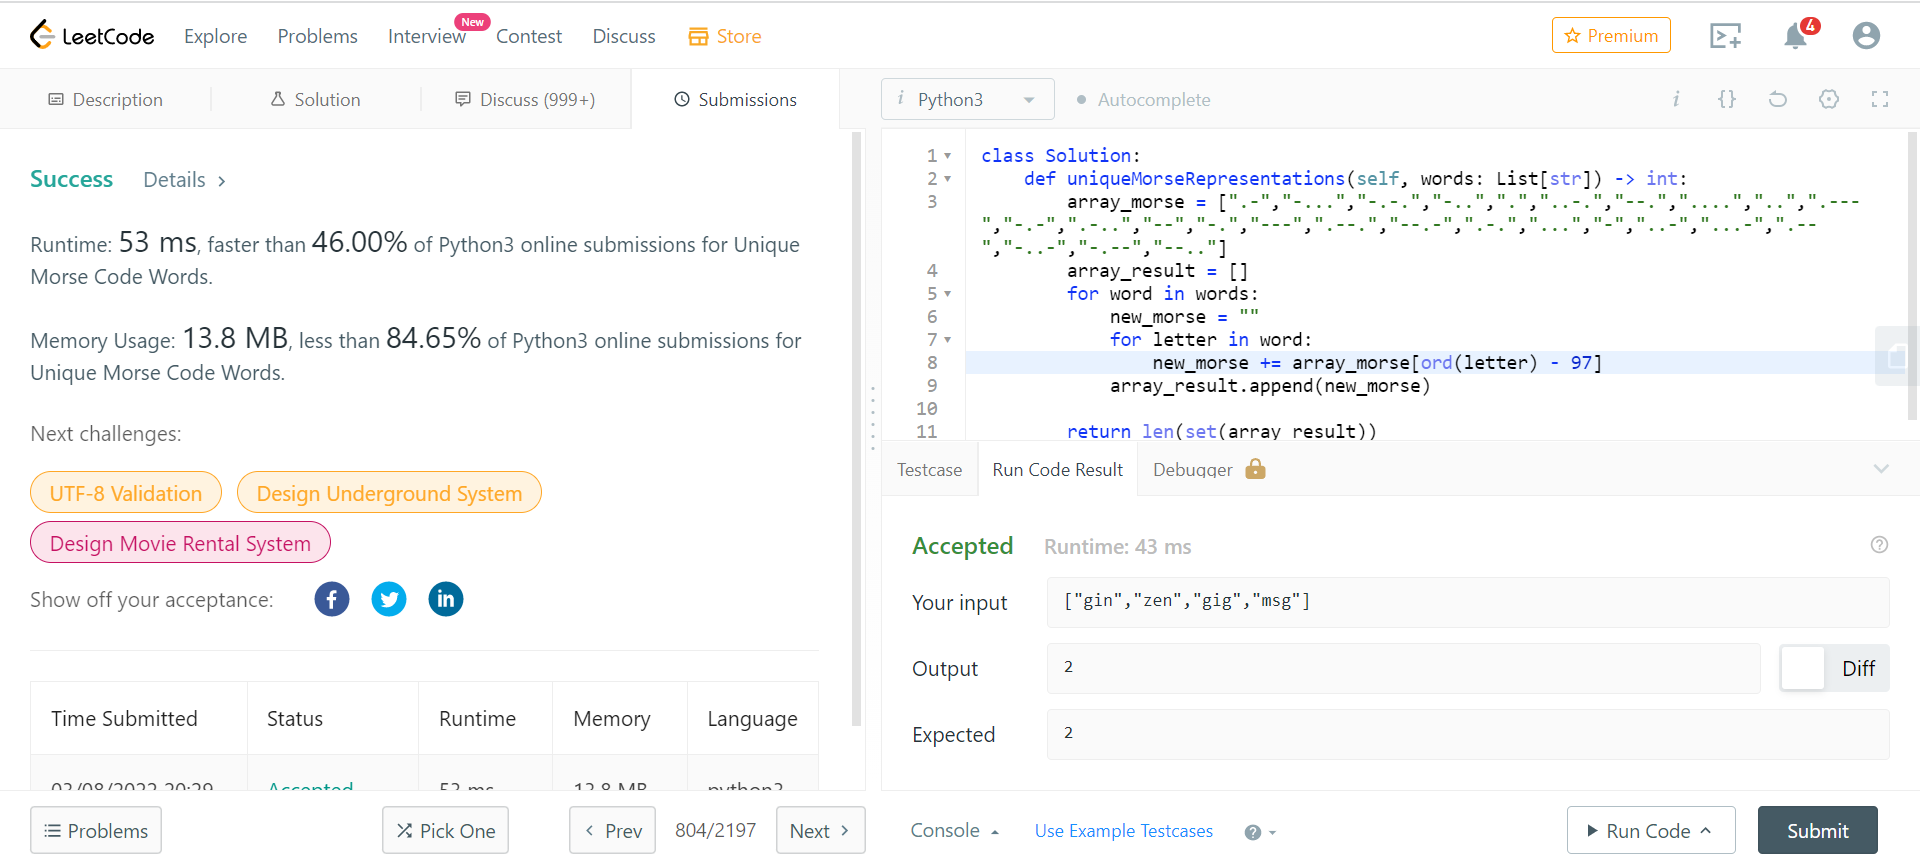 LeetCode
Explore
Problems
Interview
New
Contest
Discuss
Store
Premium
4
Description
Solution
Discuss (999+)
Submissions
i Python3
Autocomplete
i
{}
Success
Details >
Runtime: 53 ms, faster than 46.00% of Python3 online submissions for Unique
Morse Code Words.
Memory Usage: 13.8 MB, less than 84.65% of Python3 online submissions for
Unique Morse Code Words.
Next challenges:
UTF-8 Validation
Design Underground System
Design Movie Rental System
Show off your acceptance:
Time Submitted Status Runtime Memory Language
03/08/2022 20:29 Accepted 53 ms 13.8 MB python3
1 class Solution:
2 def uniqueMorseRepresentations(self, words: List[str]) -> int:
3 array_morse = [".-","-...","-.-.","-..",".","..-.","--.","....","..",".---
","-.-",".-..","--","-.","---",".--.","--.-",".-.","...","-","..-","...-",".--
","-..-","-.--","--.."]
4 array_result = []
5 for word in words:
6 new_morse = ""
7 for letter in word:
8 new_morse += array_morse[ord(letter) - 97]
9 array_result.append(new_morse)
10
11 return len(set(array_result))
Testcase
Run Code Result
Debugger
Accepted
Runtime: 43 ms
Your input
["gin","zen","gig","msg"]
Output
2
Diff
Expected
2
Problems
Pick One
< Prev
804/2197
Next >
Console
Use Example Testcases
Run Code
Submit